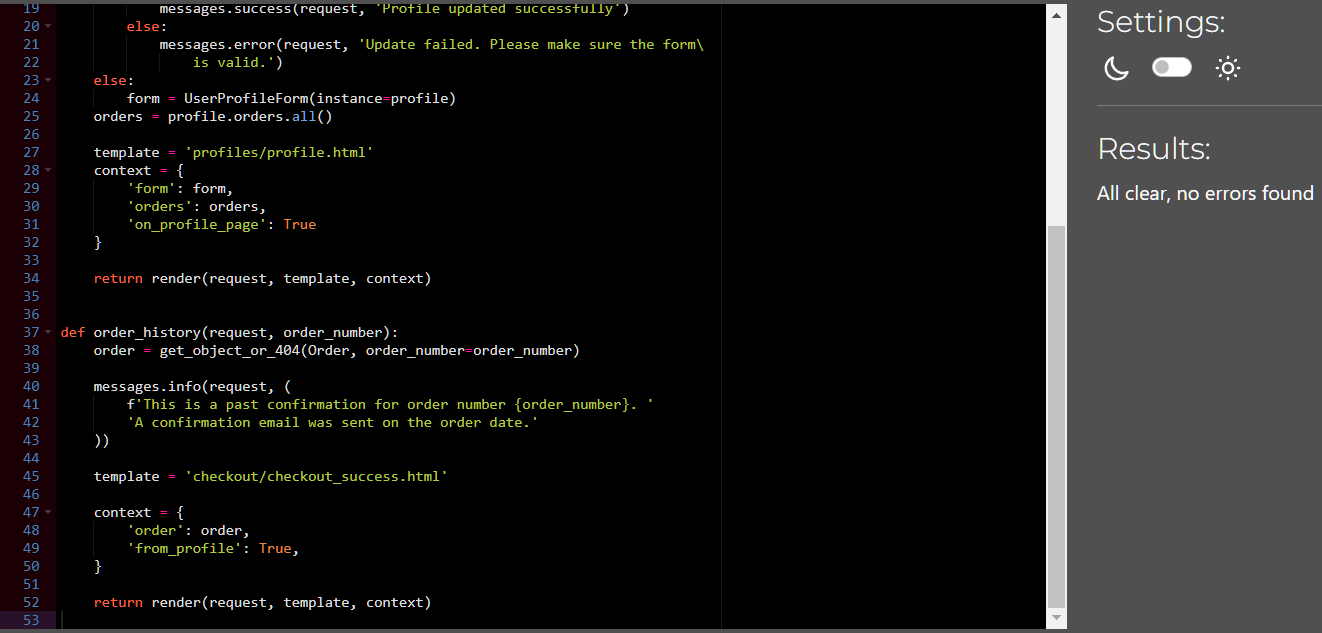 19 messages.success(request, 'Profile updated successfully')
20 else:
21 messages.error(request, 'Update failed. Please make sure the form\
22 is valid.')
23 else:
24 form = UserProfileForm(instance=profile)
25 orders = profile.orders.all()
26
27 template = 'profiles/profile.html'
28 context = {
29 'form': form,
30 'orders': orders,
31 'on_profile_page': True
32 }
33
34 return render(request, template, context)
35
36
37 def order_history(request, order_number):
38 order = get_object_or_404(Order, order_number=order_number)
39
40 messages.info(request, (
41 f'This is a past confirmation for order number {order_number}. '
42 'A confirmation email was sent on the order date.'
43 ))
44
45 template = 'checkout/checkout_success.html'
46
47 context = {
48 'order': order,
49 'from_profile': True,
50 }
51
52 return render(request, template, context)
53
Settings:
Results:
All clear, no errors found